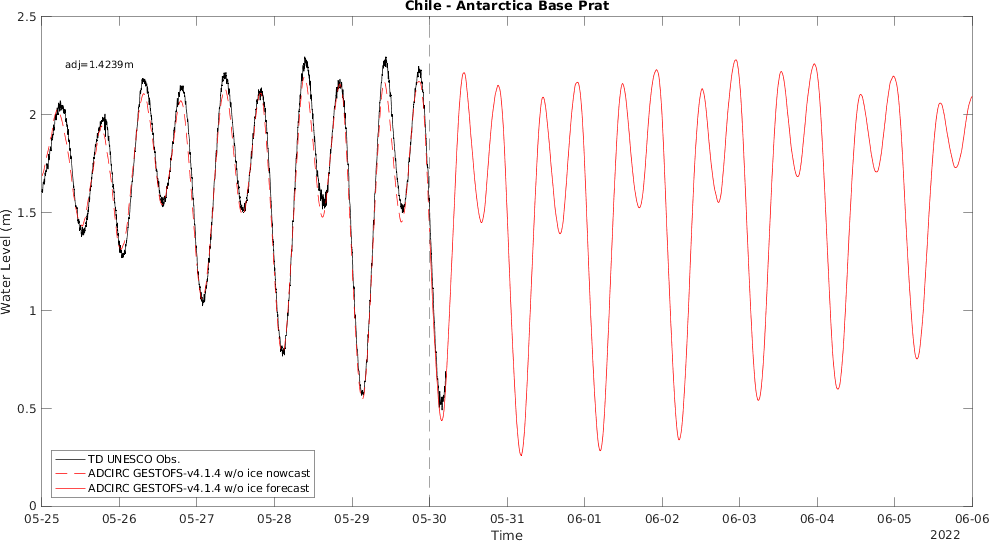 Chile - Antarctica Base Prat
adj=1.4239m
2.5
2
1.5
1
0.5
0
Water Level (m)
TD UNESCO Obs.
ADCIRC GESTOFS-v4.1.4 w/o ice nowcast
ADCIRC GESTOFS-v4.1.4 w/o ice forecast
05-25 05-26 05-27 05-28 05-29 05-30 05-31 06-01 06-02 06-03 06-04 06-05 06-06
Time
2022